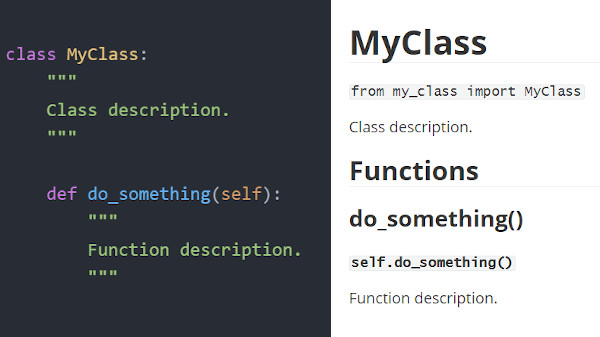 class MyClass:
"""
Class description.
"""
def do_something(self):
"""
Function description.
"""
MyClass
from my_class import MyClass
Class description.
Functions
do_something()
self.do_something()
Function description.